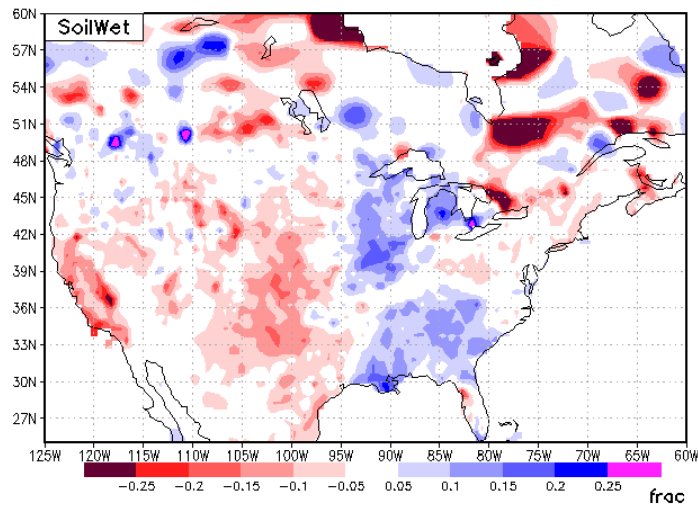 SoilWet
60N
57N
54N
51N
48N
45N
42N
39N
36N
33N
30N
27N
125W 120W 115W 110W 105W 100W 95W 90W 85W 80W 75W 70W 65W 60W
-0.25 -0.2 -0.15 -0.1 -0.05 0.05 0.1 0.15 0.2 0.25
frac